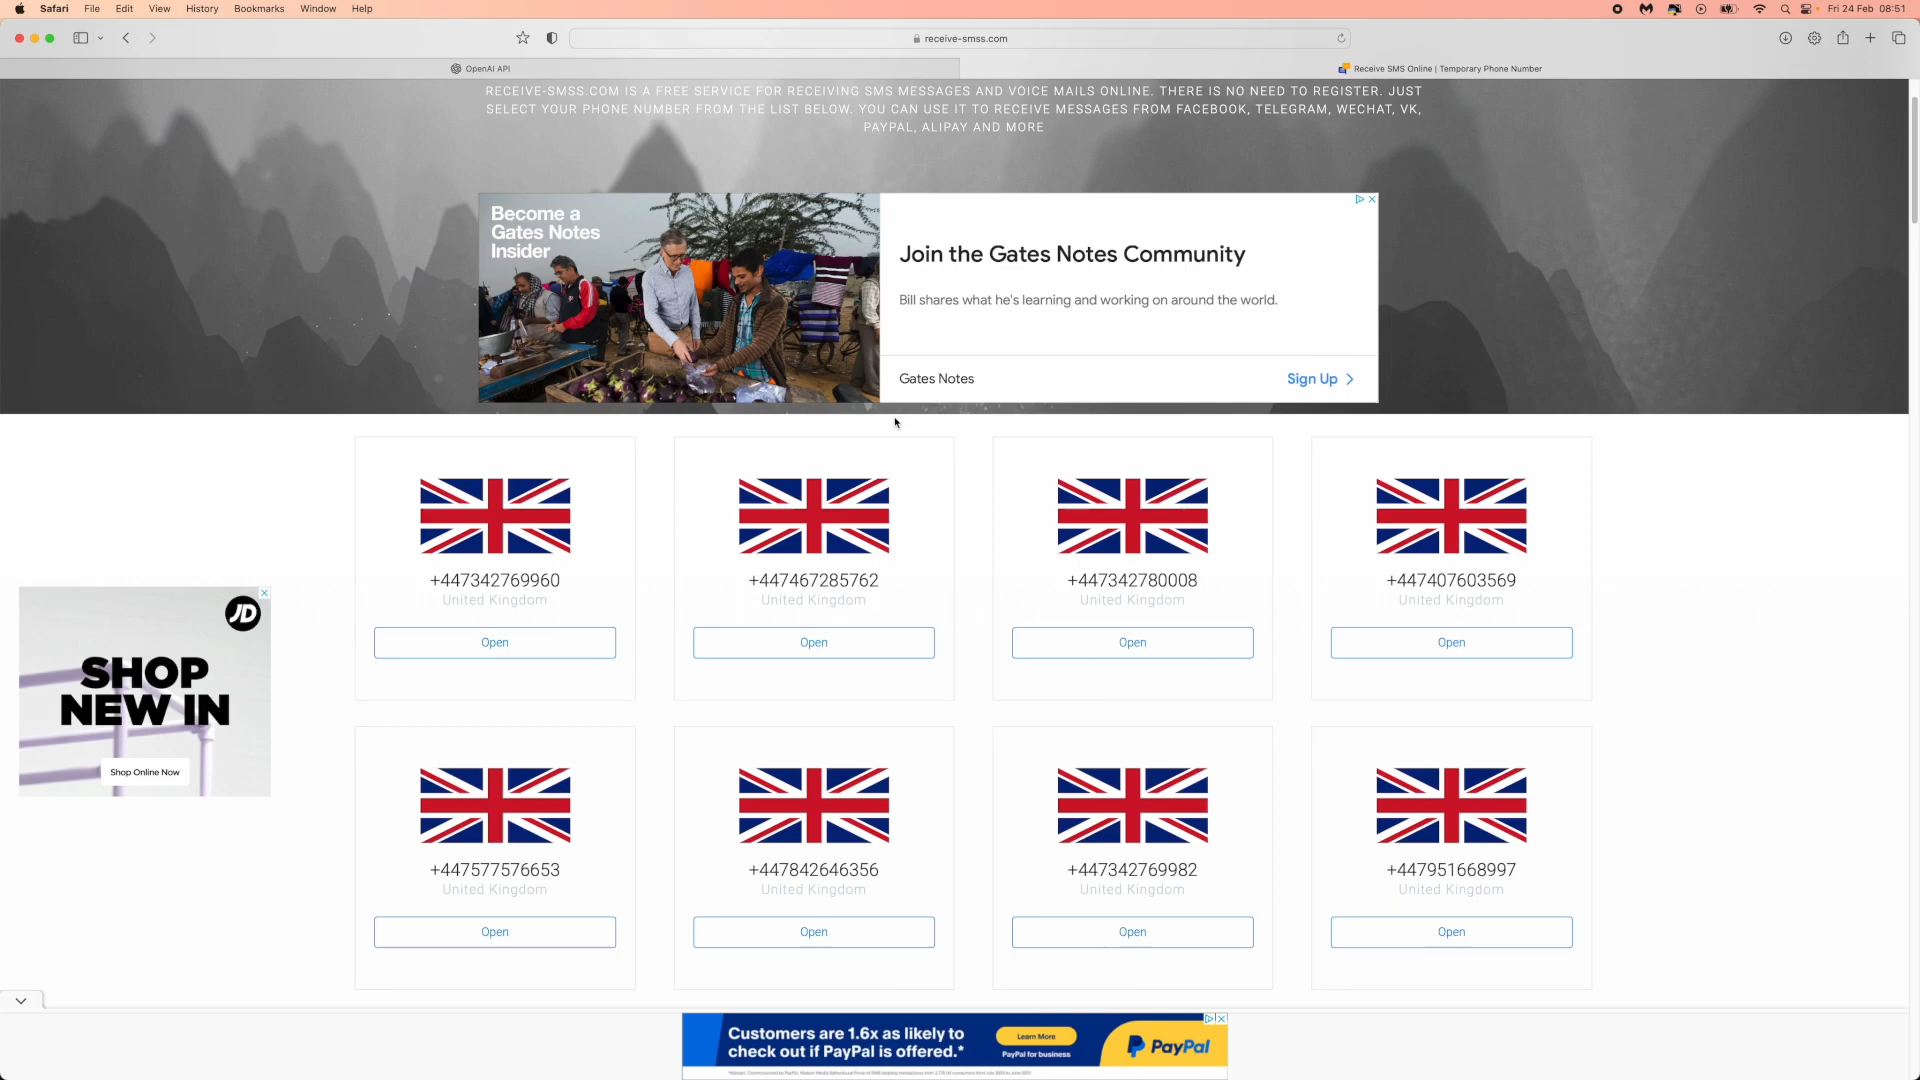 Safari File Edit View History Bookmarks Window Help Fri 24 Feb 08:51
receive-smss.com
OpenAI API
Receive SMS Online | Temporary Phone Number
RECEIVE-SMSS.COM IS A FREE SERVICE FOR RECEIVING SMS MESSAGES AND VOICE MAILS ONLINE. THERE IS NO NEED TO REGISTER. JUST
SELECT YOUR PHONE NUMBER FROM THE LIST BELOW. YOU CAN USE IT TO RECEIVE MESSAGES FROM FACEBOOK, TELEGRAM, WECHAT, VK,
PAYPAL, ALIPAY AND MORE
Become a
Gates Notes
Insider
Join the Gates Notes Community
Bill shares what he's learning and working on around the world.
Gates Notes
Sign Up
+447342769960
United Kingdom
Open
+447467285762
United Kingdom
Open
+447342780008
United Kingdom
Open
+447407603569
United Kingdom
Open
JD
SHOP
NEW IN
Shop Online Now
+447577576653
United Kingdom
Open
+447842646356
United Kingdom
Open
+447342769982
United Kingdom
Open
+447951668997
United Kingdom
Open
Customers are 1.6x as likely to
check out if PayPal is offered.*
Learn More
PayPal for business
PayPal